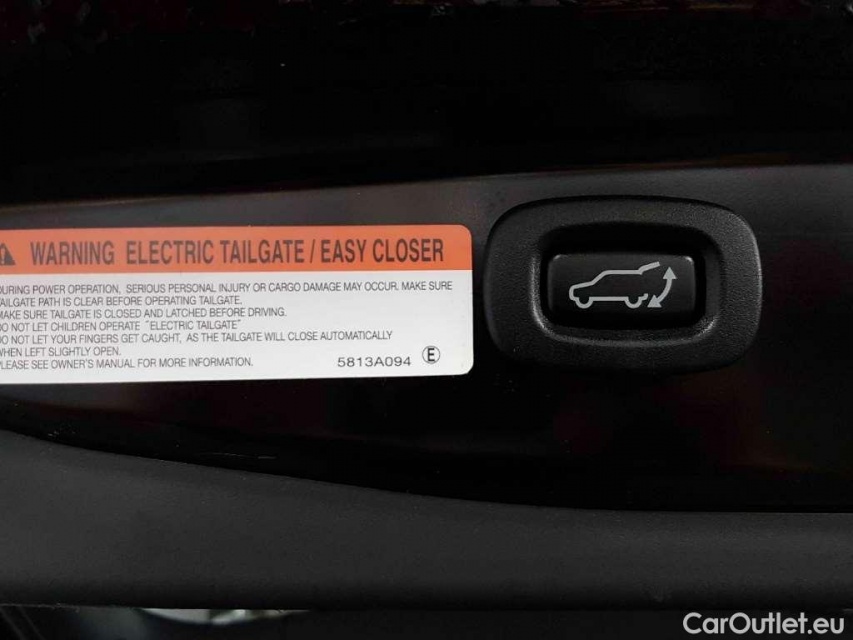 WARNING ELECTRIC TAILGATE / EASY CLOSER
DURING POWER OPERATION, SERIOUS PERSONAL INJURY OR CARGO DAMAGE MAY OCCUR. MAKE SURE
TAILGATE PATH IS CLEAR BEFORE OPERATING TAILGATE.
MAKE SURE TAILGATE IS CLOSED AND LATCHED BEFORE DRIVING.
DO NOT LET CHILDREN OPERATE "ELECTRIC TAILGATE"
DO NOT LET YOUR FINGERS GET CAUGHT, AS THE TAILGATE WILL CLOSE AUTOMATICALLY
WHEN LEFT SLIGHTLY OPEN.
PLEASE SEE OWNER'S MANUAL FOR MORE INFORMATION.
5813A094 Ⓔ
CarOutlet.eu